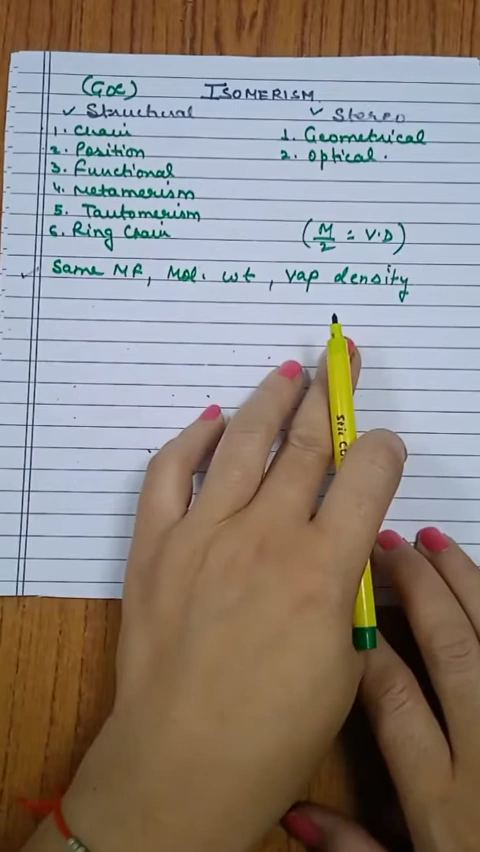 (GOC) ISOMERISM
✓ Structural ✓ Stereo
1. Chain 1. Geometrical
2. Position 2. Optical.
3. Functional
4. Metamerism
5. Tautomerism
6. Ring Chain (M/2 = V.D)
✓ Same MF, Mol. wt, vap density
Stic